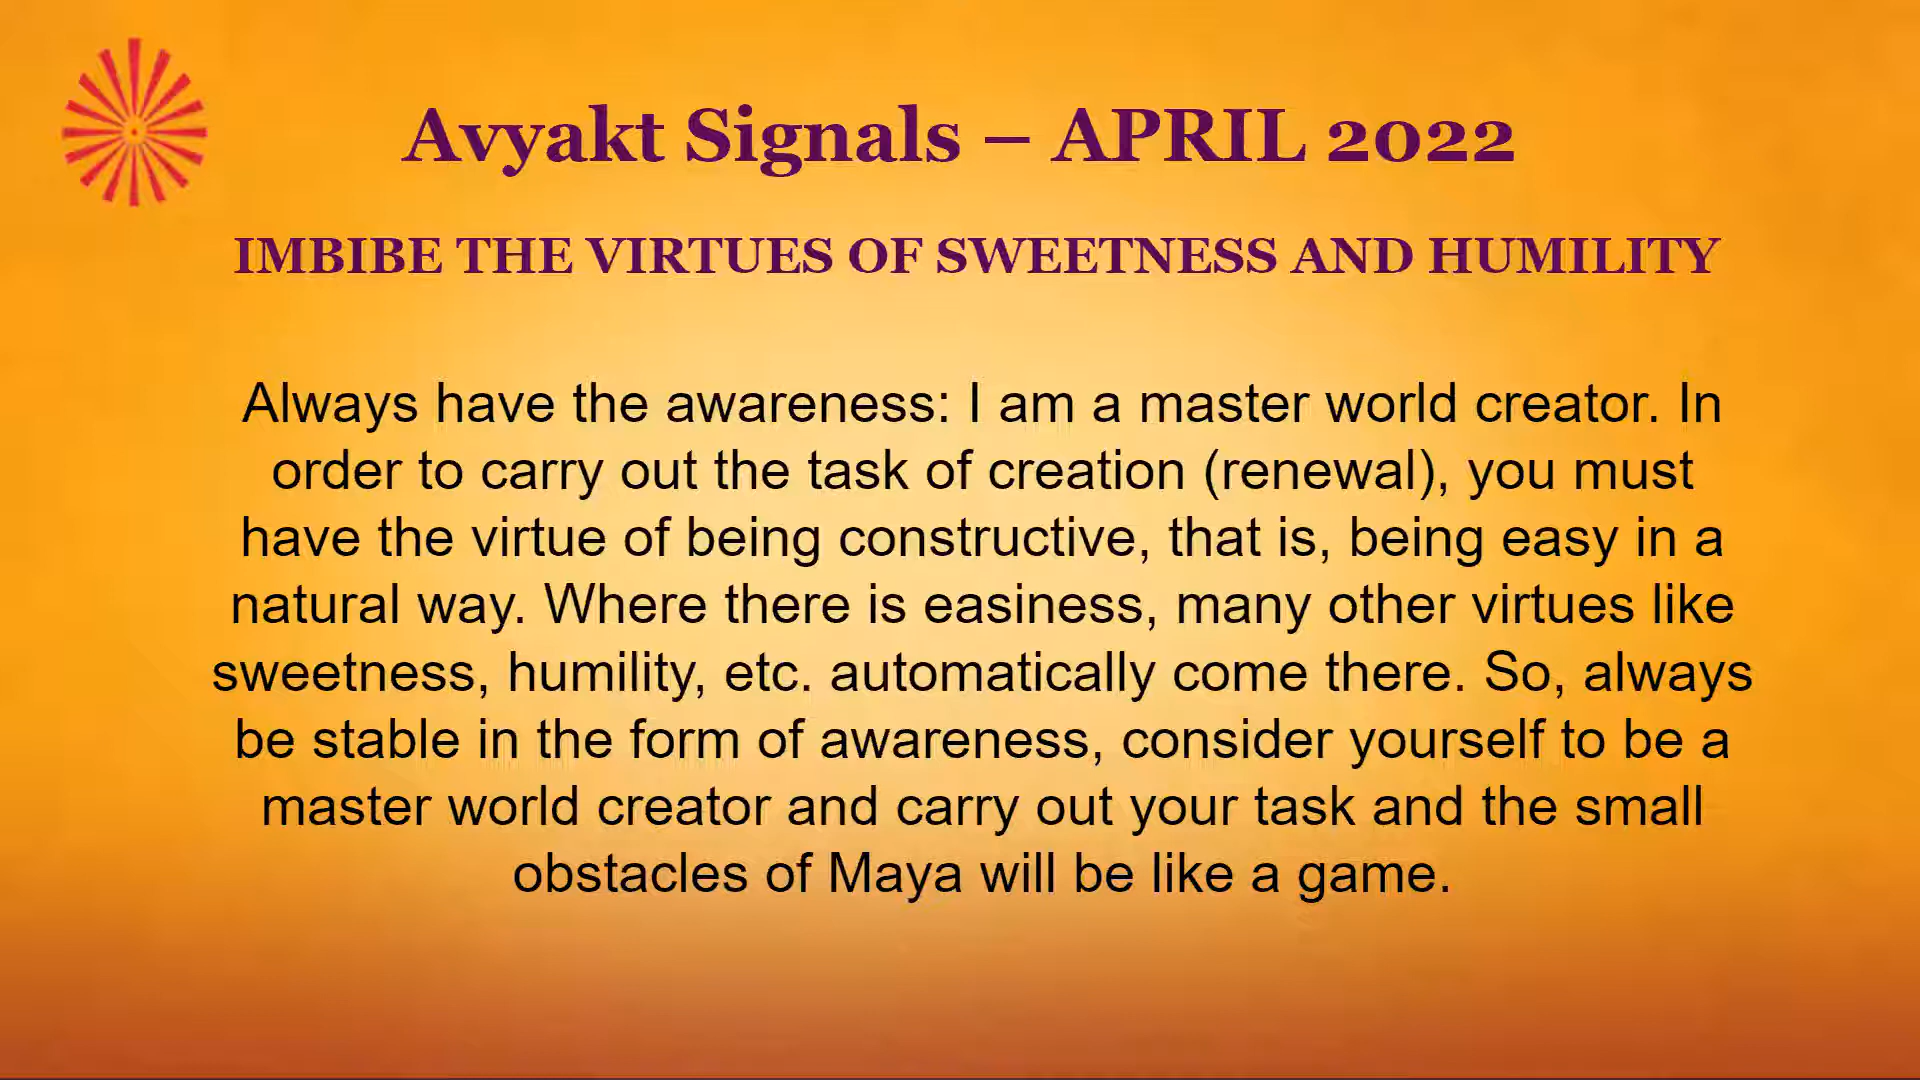 Avyakt Signals – APRIL 2022
IMBIBE THE VIRTUES OF SWEETNESS AND HUMILITY
Always have the awareness: I am a master world creator. In
order to carry out the task of creation (renewal), you must
have the virtue of being constructive, that is, being easy in a
natural way. Where there is easiness, many other virtues like
sweetness, humility, etc. automatically come there. So, always
be stable in the form of awareness, consider yourself to be a
master world creator and carry out your task and the small
obstacles of Maya will be like a game.